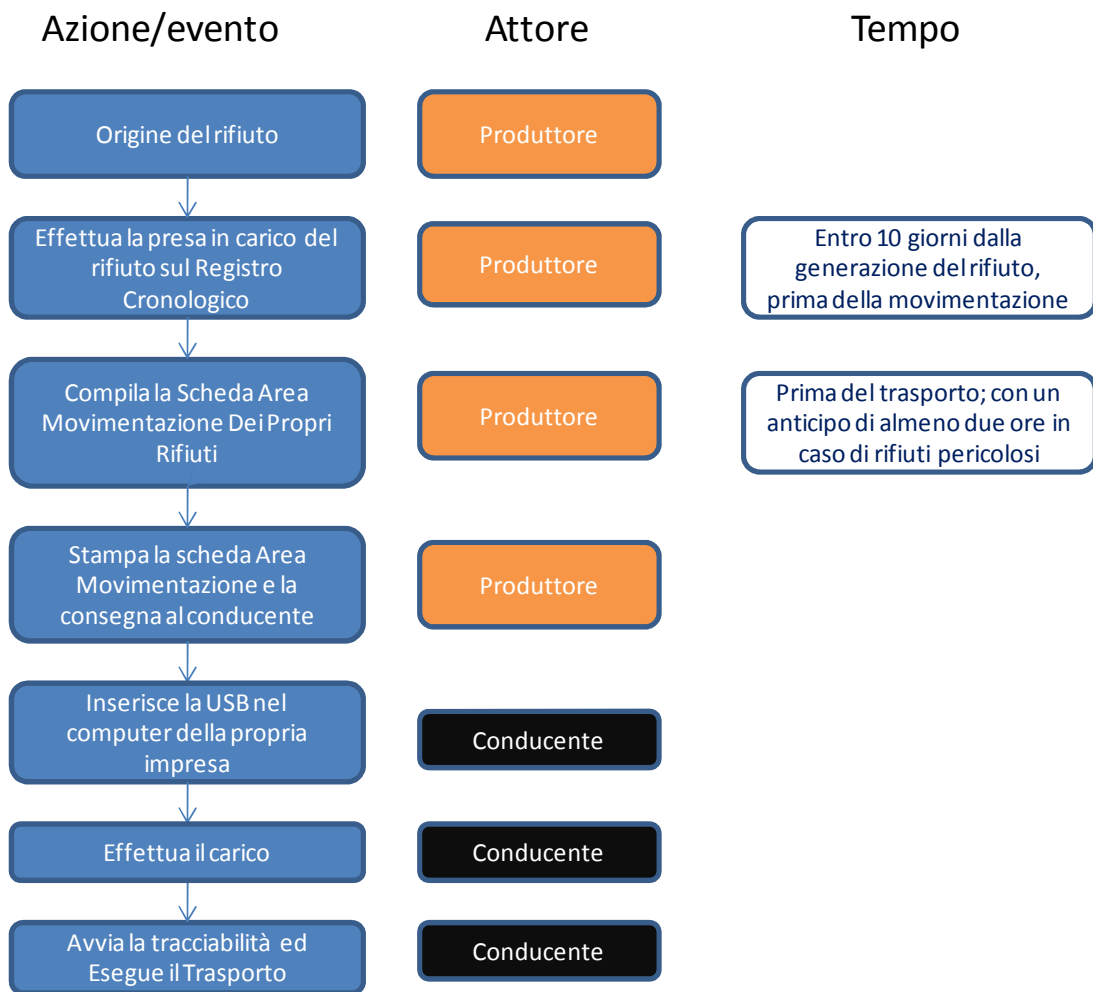 Azione/evento
Attore
Tempo
Origine del rifiuto
Produttore
Effettua la presa in carico del
rifiuto sul Registro
Cronologico
Produttore
Entro 10 giorni dalla
generazione del rifiuto,
prima della movimentazione
Compila la Scheda Area
Movimentazione Dei Propri
Rifiuti
Produttore
Prima del trasporto; con un
anticipo di almeno due ore in
caso di rifiuti pericolosi
Stampa la scheda Area
Movimentazione e la
consegna al conducente
Produttore
Inserisce la USB nel
computer della propria
impresa
Conducente
Effettua il carico
Conducente
Avvia la tracciabilità ed
Esegue il Trasporto
Conducente